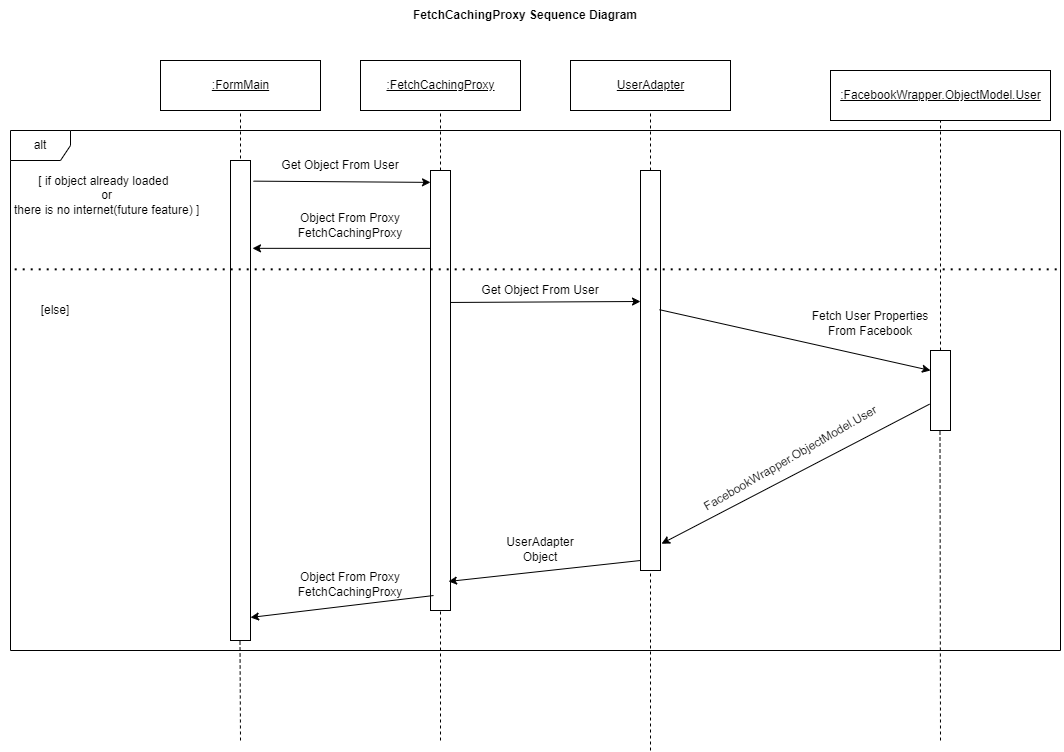 FetchCachingProxy Sequence Diagram
:FormMain
:FetchCachingProxy
UserAdapter
:FacebookWrapper.ObjectModel.User
alt
[ if object already loaded
or
there is no internet(future feature) ]
Get Object From User
Object From Proxy
FetchCachingProxy
[else]
Get Object From User
Fetch User Properties
From Facebook
FacebookWrapper.ObjectModel.User
UserAdapter
Object
Object From Proxy
FetchCachingProxy